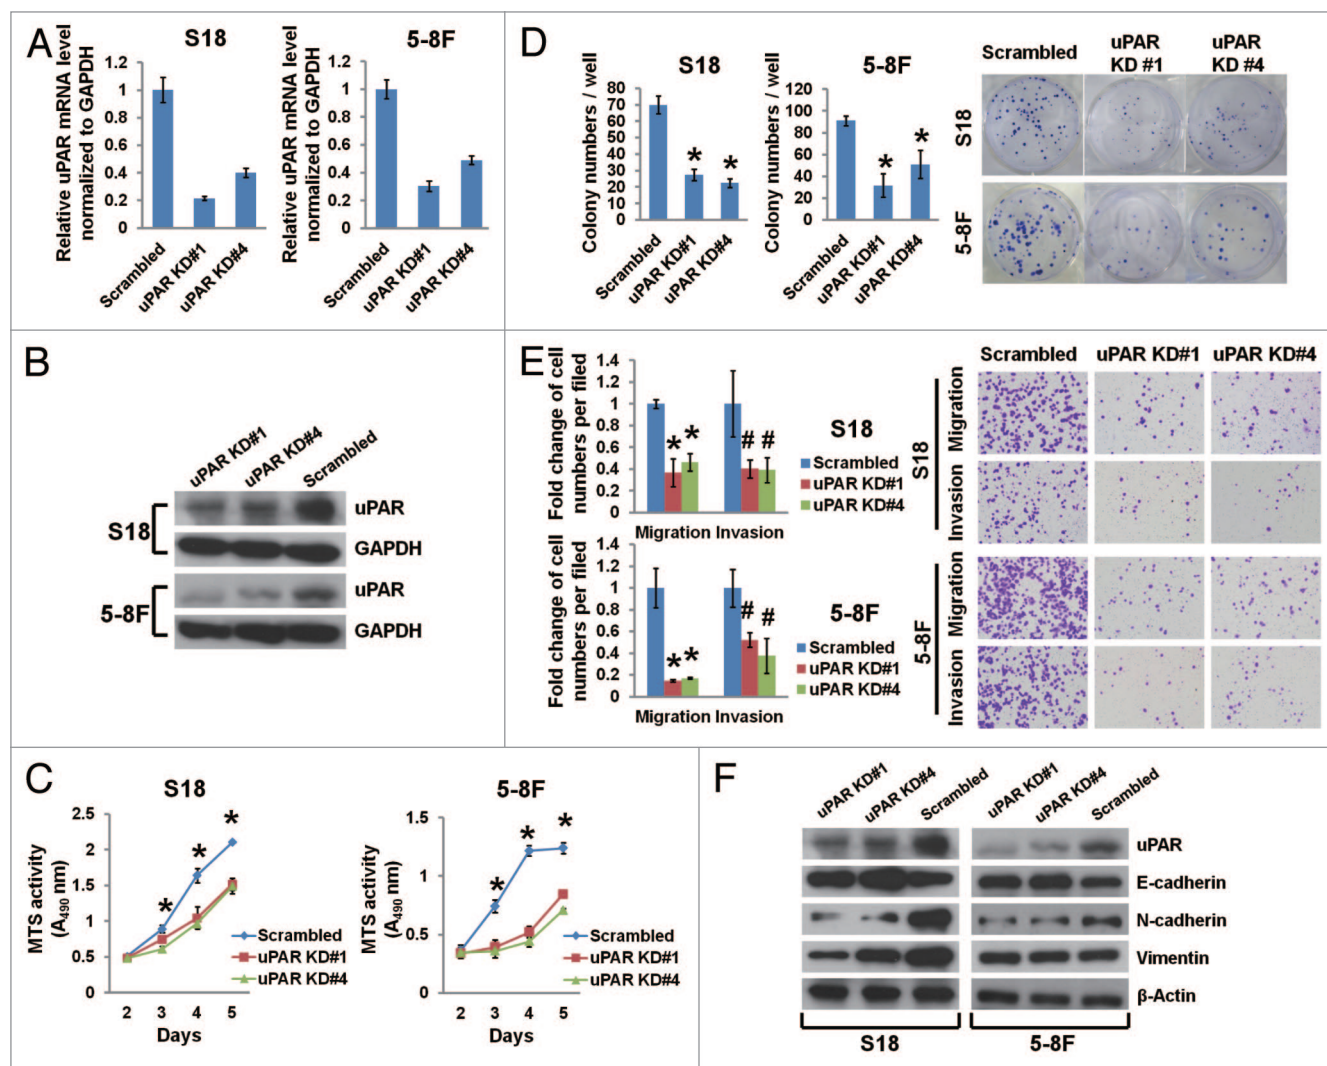 A
S18
5-8F
Relative uPAR mRNA level
normalized to GAPDH
1.2
1
0.8
0.6
0.4
0.2
0
Scrambled
uPAR KD#1
uPAR KD#4
Relative uPAR mRNA level
normalized to GAPDH
1.2
1
0.8
0.6
0.4
0.2
0
Scrambled
uPAR KD#1
uPAR KD#4
B
uPAR KD#1
uPAR KD#4
Scrambled
S18
uPAR
GAPDH
5-8F
uPAR
GAPDH
C
S18
MTS activity
(A490 nm)
2.5
2
1.5
1
0.5
0
* * *
Scrambled
uPAR KD#1
uPAR KD#4
2 3 4 5
Days
5-8F
MTS activity
(A490 nm)
1.5
1
0.5
0
* * *
Scrambled
uPAR KD#1
uPAR KD#4
2 3 4 5
Days
D
S18
Colony numbers / well
80
70
60
50
40
30
20
10
0
* *
Scrambled
uPAR KD#1
uPAR KD#4
5-8F
Colony numbers / well
120
100
80
60
40
20
0
* *
Scrambled
uPAR KD#1
uPAR KD#4
Scrambled
uPAR
KD #1
uPAR
KD #4
S18
5-8F
E
Fold change of cell
numbers per filed
1.4
1.2
1
0.8
0.6
0.4
0.2
0
* * # #
Migration Invasion
S18
Scrambled
uPAR KD#1
uPAR KD#4
Fold change of cell
numbers per filed
1.4
1.2
1
0.8
0.6
0.4
0.2
0
* * # #
Migration Invasion
5-8F
Scrambled
uPAR KD#1
uPAR KD#4
Scrambled uPAR KD#1 uPAR KD#4
S18
Migration
Invasion
5-8F
Migration
Invasion
F
uPAR KD#1
uPAR KD#4
Scrambled
uPAR KD#1
uPAR KD#4
Scrambled
uPAR
E-cadherin
N-cadherin
Vimentin
β-Actin
S18
5-8F